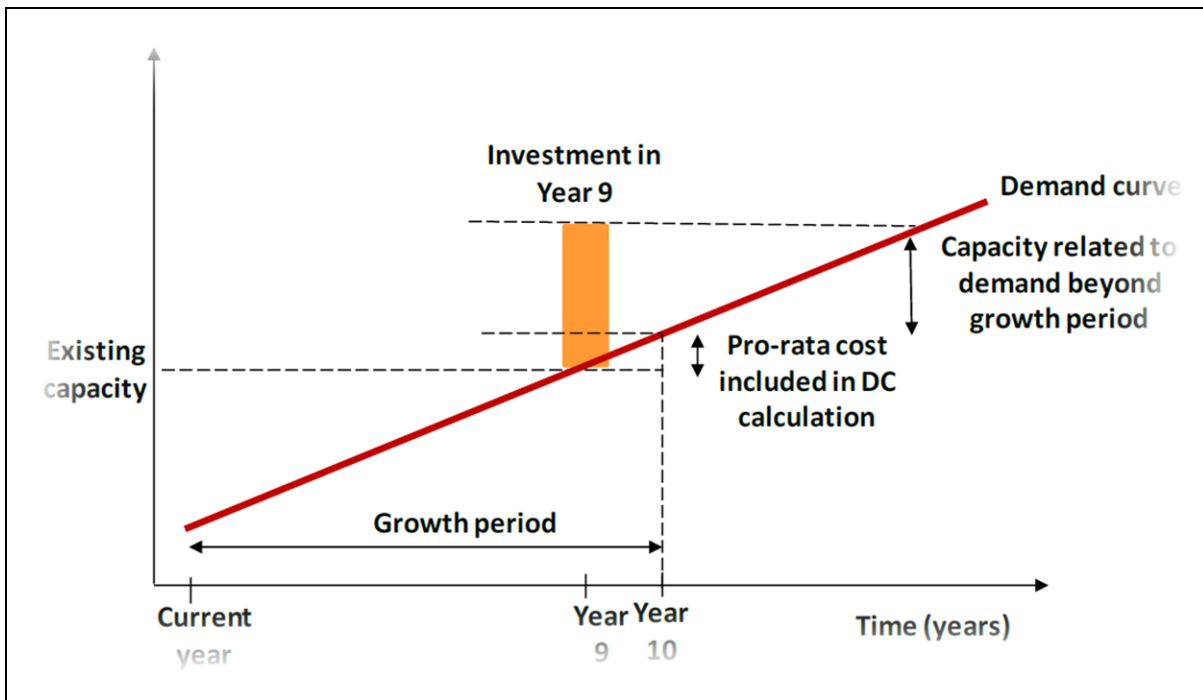 Investment in
Year 9
Demand curve
Capacity related to
demand beyond
growth period
Existing
capacity
Pro-rata cost
included in DC
calculation
Growth period
Current
year
Year
9
Year
10
Time (years)